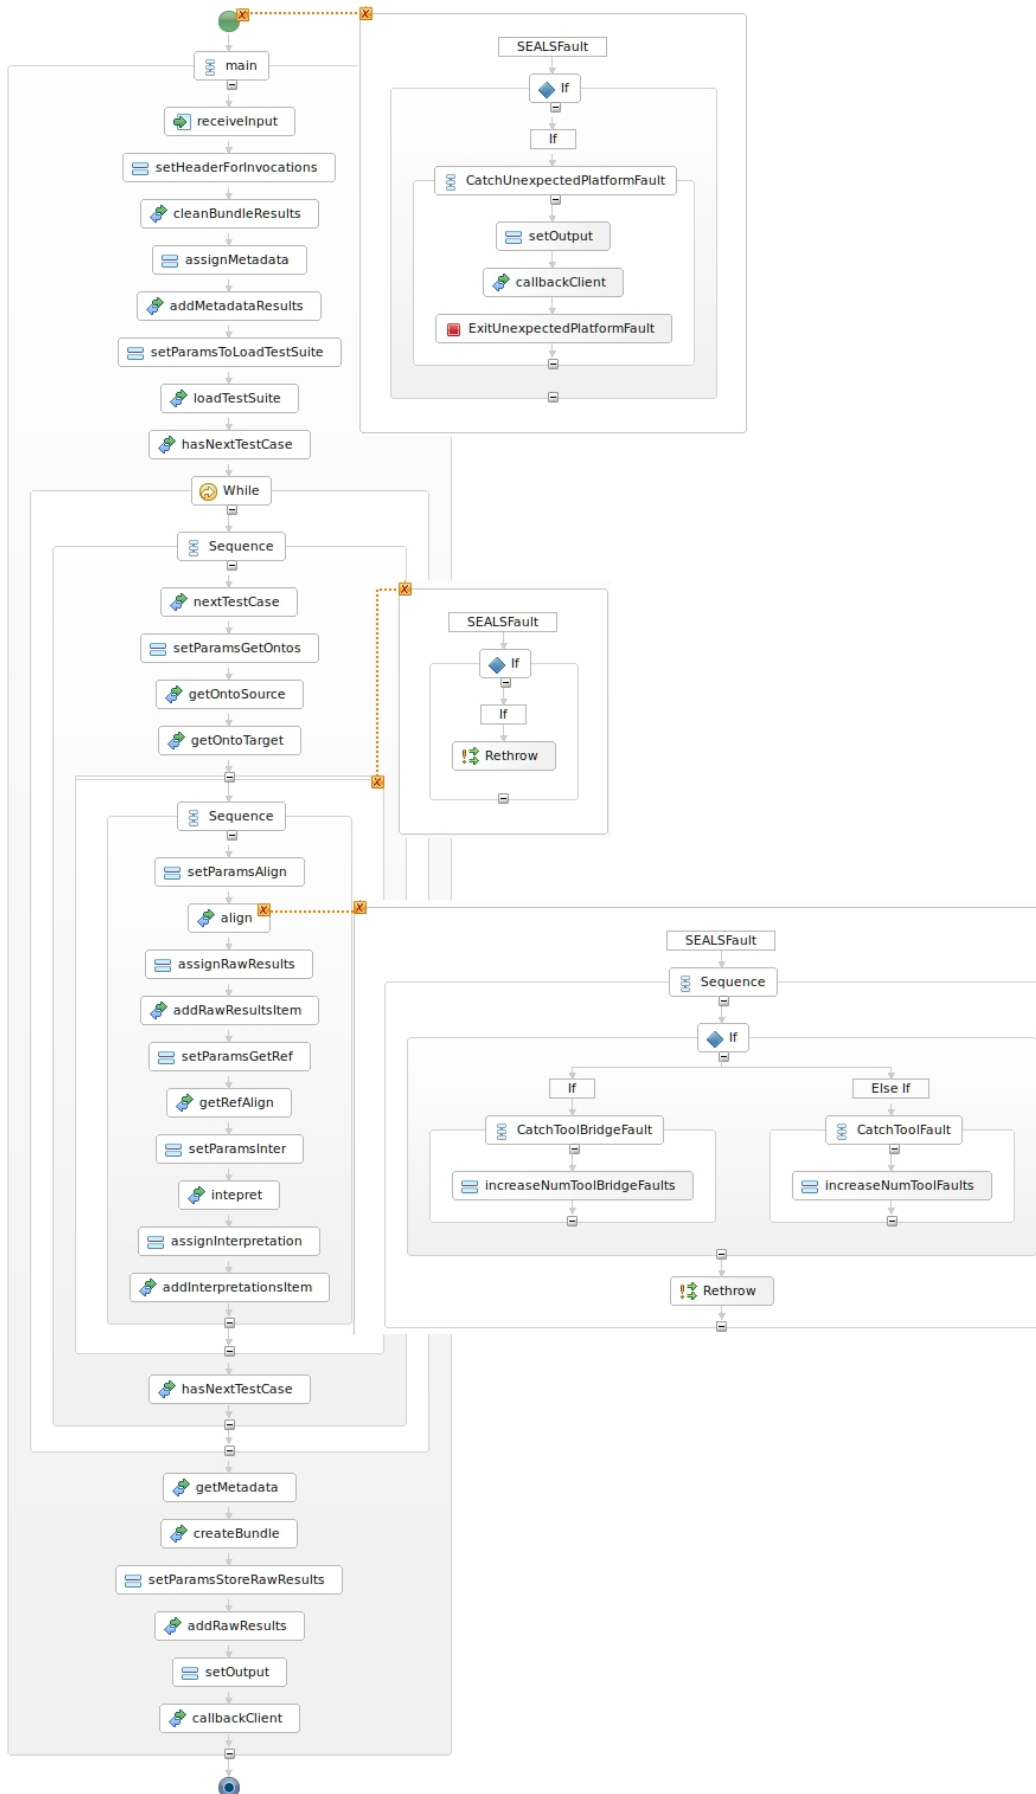 main
receiveInput
setHeaderForInvocations
cleanBundleResults
assignMetadata
addMetadataResults
setParamsToLoadTestSuite
loadTestSuite
hasNextTestCase
While
Sequence
nextTestCase
setParamsGetOntos
getOntoSource
getOntoTarget
Sequence
setParamsAlign
align
assignRawResults
addRawResultsItem
setParamsGetRef
getRefAlign
setParamsInter
intepret
assignInterpretation
addInterpretationsItem
hasNextTestCase
getMetadata
createBundle
setParamsStoreRawResults
addRawResults
setOutput
callbackClient
SEALSFault
If
If
CatchUnexpectedPlatformFault
setOutput
callbackClient
ExitUnexpectedPlatformFault
SEALSFault
If
If
Rethrow
SEALSFault
Sequence
If
If
Else If
CatchToolBridgeFault
CatchToolFault
increaseNumToolBridgeFaults
increaseNumToolFaults
Rethrow